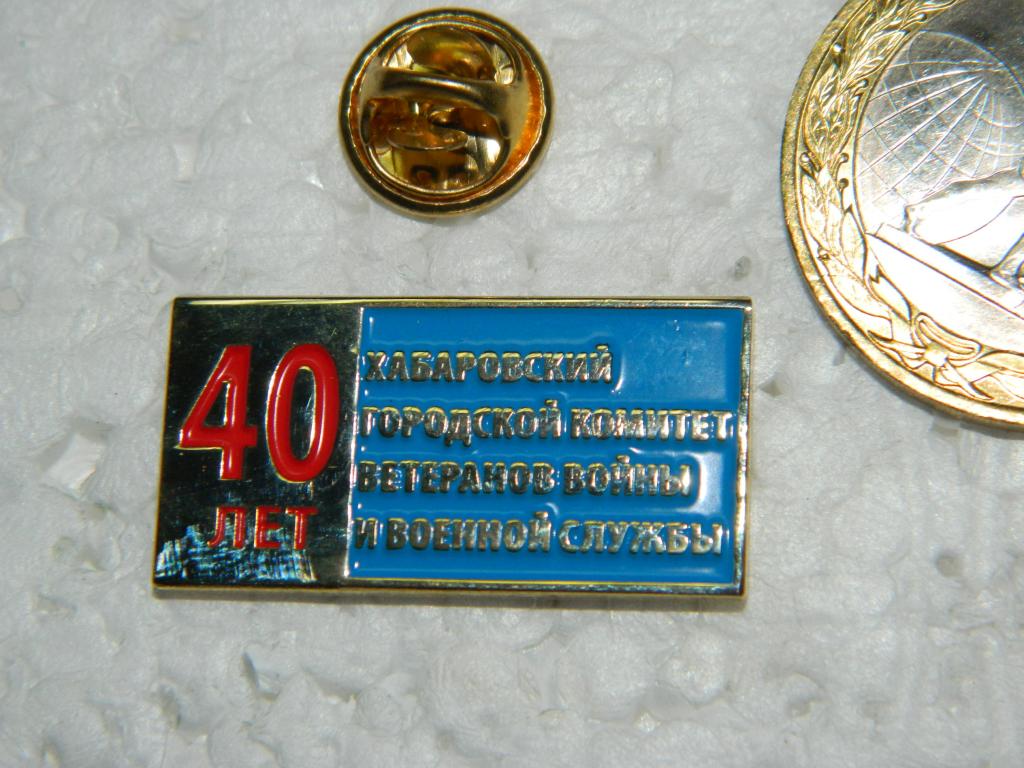 40
ЛЕТ
ХАБАРОВСКИЙ
ГОРОДСКОЙ КОМИТЕТ
ВЕТЕРАНОВ ВОЙНЫ
И ВОЕННОЙ СЛУЖБЫ